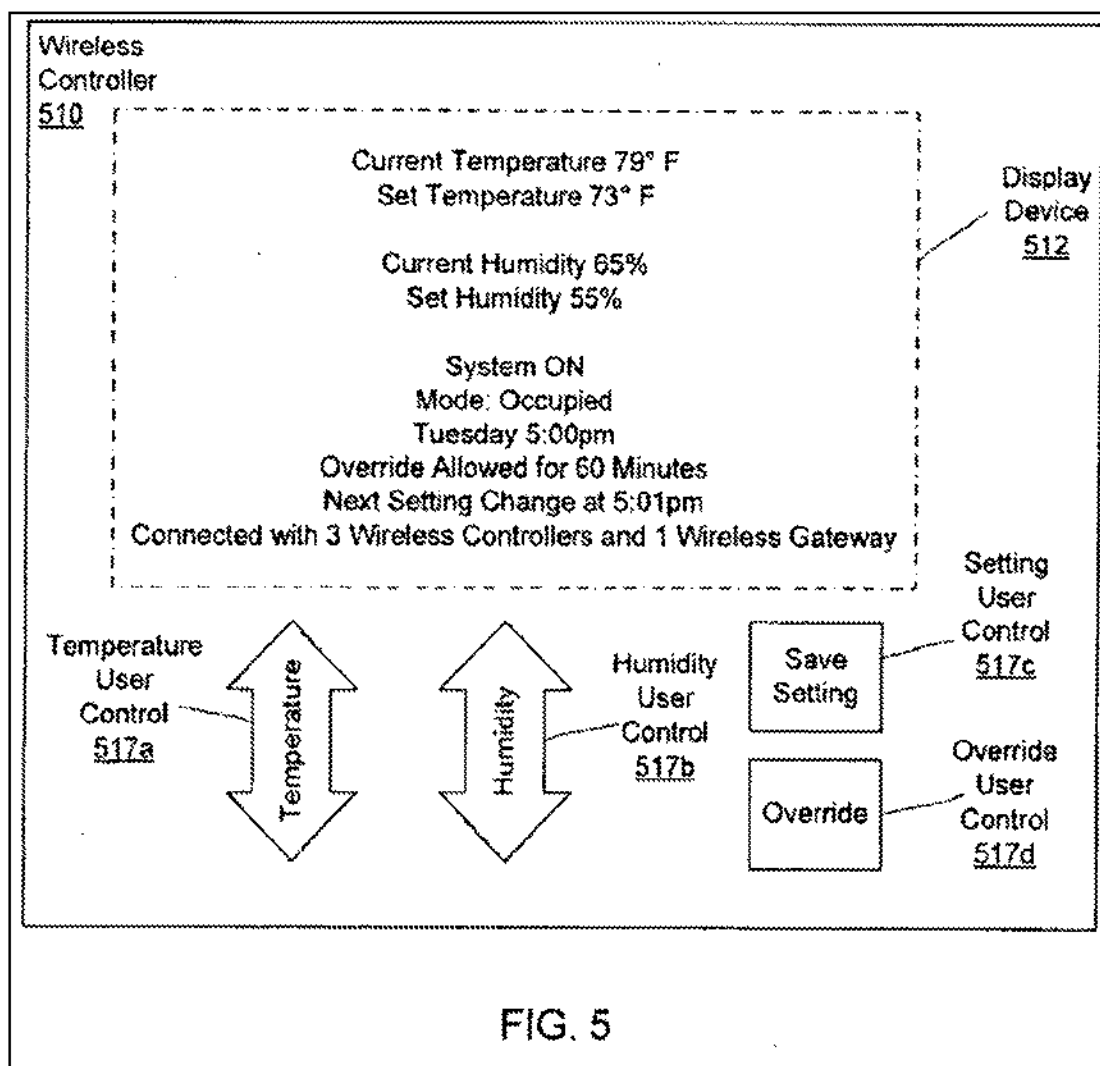 Wireless
Controller
510
Current Temperature 79° F
Set Temperature 73° F
Current Humidity 65%
Set Humidity 55%
System ON
Mode: Occupied
Tuesday 5:00pm
Override Allowed for 60 Minutes
Next Setting Change at 5:01pm
Connected with 3 Wireless Controllers and 1 Wireless Gateway
Display
Device
512
Temperature
User
Control
517a
Temperature
Humidity
Humidity
User
Control
517b
Save
Setting
Setting
User
Control
517c
Override
Override
User
Control
517d
FIG. 5